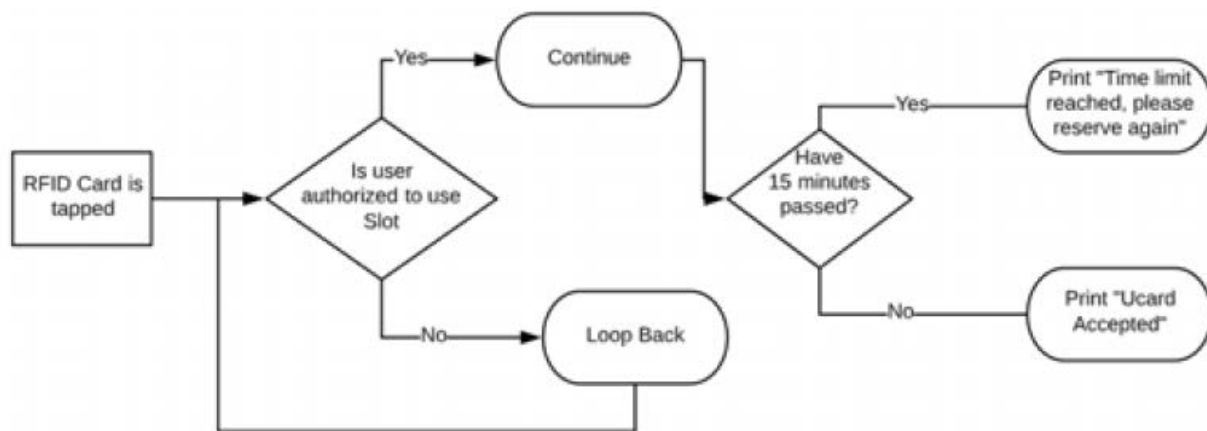 RFID Card is
tapped
Is user
authorized to use
Slot
Yes
Continue
No
Loop Back
Have
15 minutes
passed?
Yes
Print "Time limit
reached, please
reserve again"
No
Print "Ucard
Accepted"